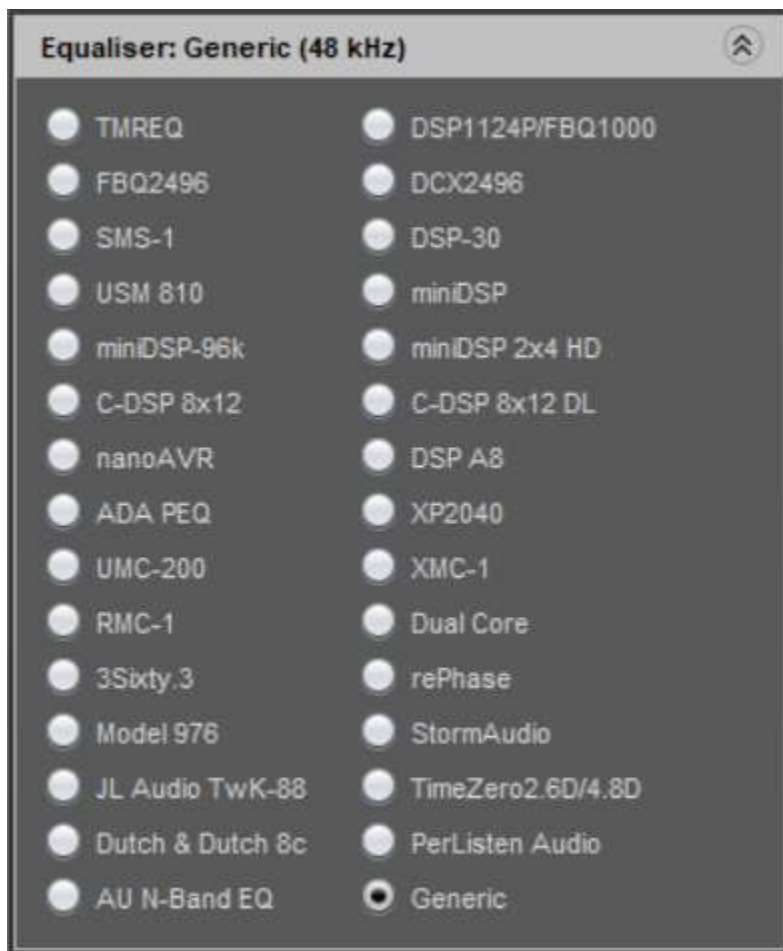 Equaliser: Generic (48 kHz)
TMREQ DSP1124P/FBQ1000
FBQ2496 DCX2496
SMS-1 DSP-30
USM 810 miniDSP
miniDSP-96k miniDSP 2x4 HD
C-DSP 8x12 C-DSP 8x12 DL
nanoAVR DSP A8
ADA PEQ XP2040
UMC-200 XMC-1
RMC-1 Dual Core
3Sixty.3 rePhase
Model 976 StormAudio
JL Audio TwK-88 TimeZero2.6D/4.8D
Dutch & Dutch 8c PerListen Audio
AU N-Band EQ Generic